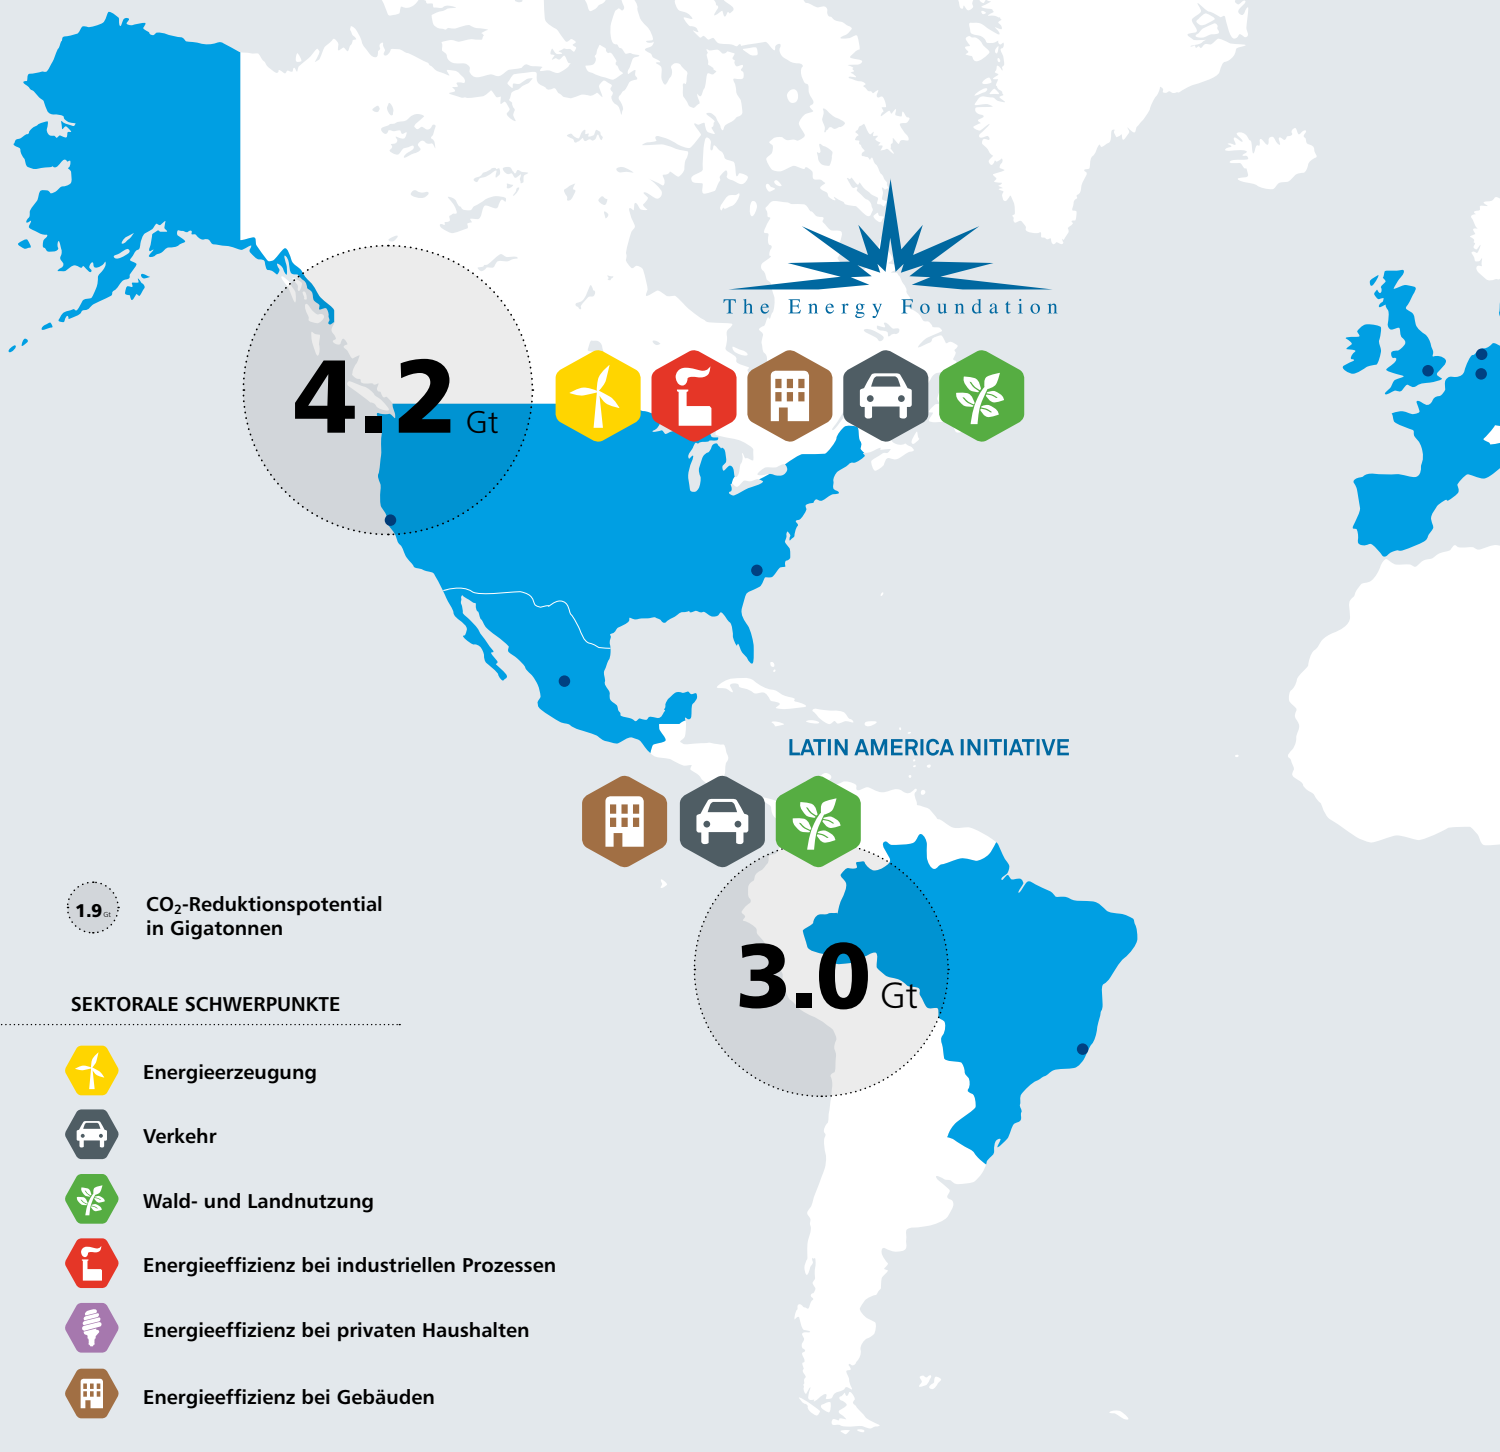 The Energy Foundation
4.2 Gt
LATIN AMERICA INITIATIVE
3.0 Gt
1.9 Gt
CO₂-Reduktionspotential
in Gigatonnen
SEKTORALE SCHWERPUNKTE
Energieerzeugung
Verkehr
Wald- und Landnutzung
Energieeffizienz bei industriellen Prozessen
Energieeffizienz bei privaten Haushalten
Energieeffizienz bei Gebäuden